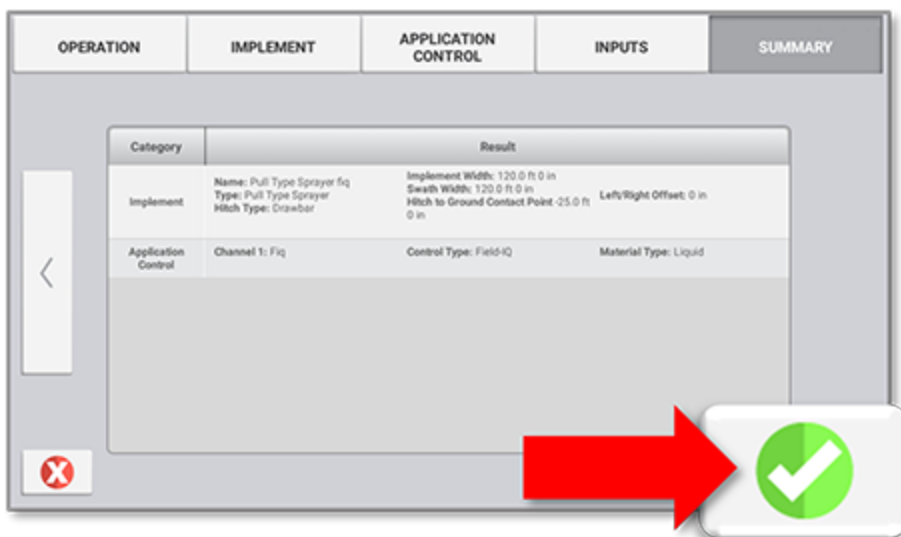 OPERATION
IMPLEMENT
APPLICATION
CONTROL
INPUTS
SUMMARY
Category
Result
Implement
Name: Pull Type Sprayer fiq
Type: Pull Type Sprayer
Hitch Type: Drawbar
Implement Width: 120.0 ft 0 in
Swath Width: 120.0 ft 0 in
Hitch to Ground Contact Point -25.0 ft
0 in
Left/Right Offset: 0 in
Application
Control
Channel 1: Fiq
Control Type: Field-IQ
Material Type: Liquid